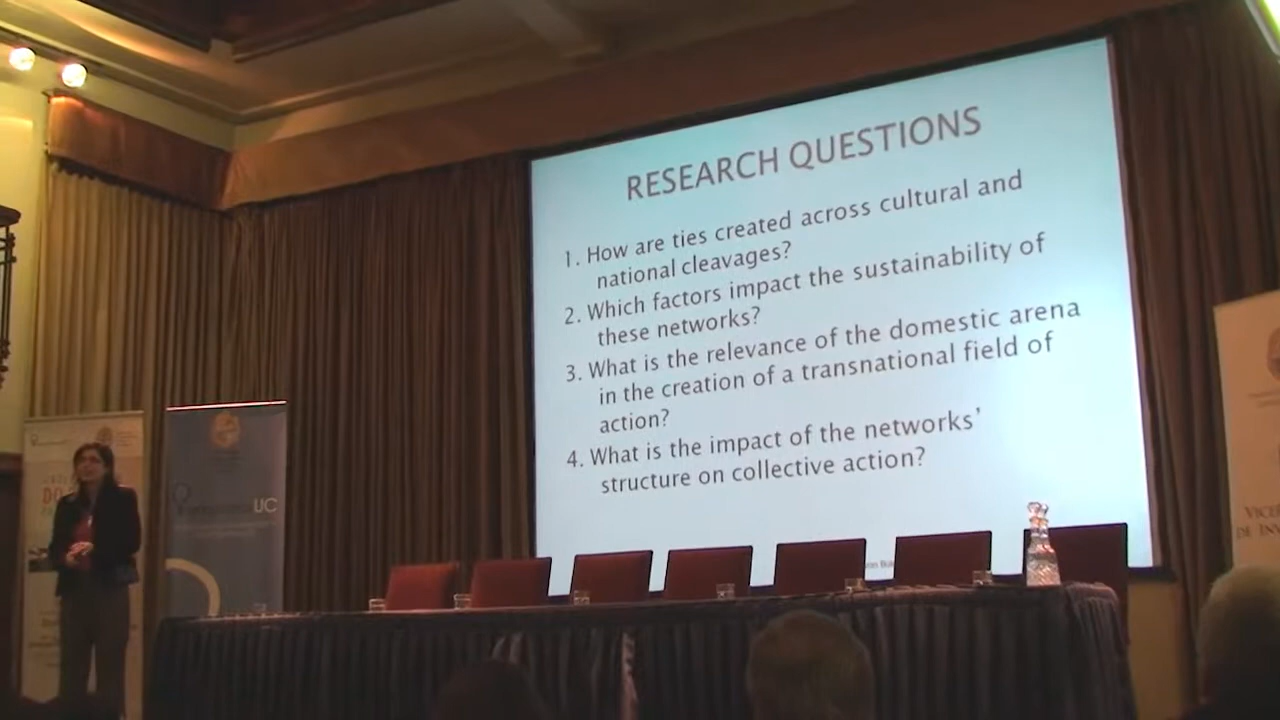 RESEARCH QUESTIONS
1. How are ties created across cultural and
national cleavages?
2. Which factors impact the sustainability of
these networks?
3. What is the relevance of the domestic arena
in the creation of a transnational field of
action?
4. What is the impact of the networks'
structure on collective action?
UC